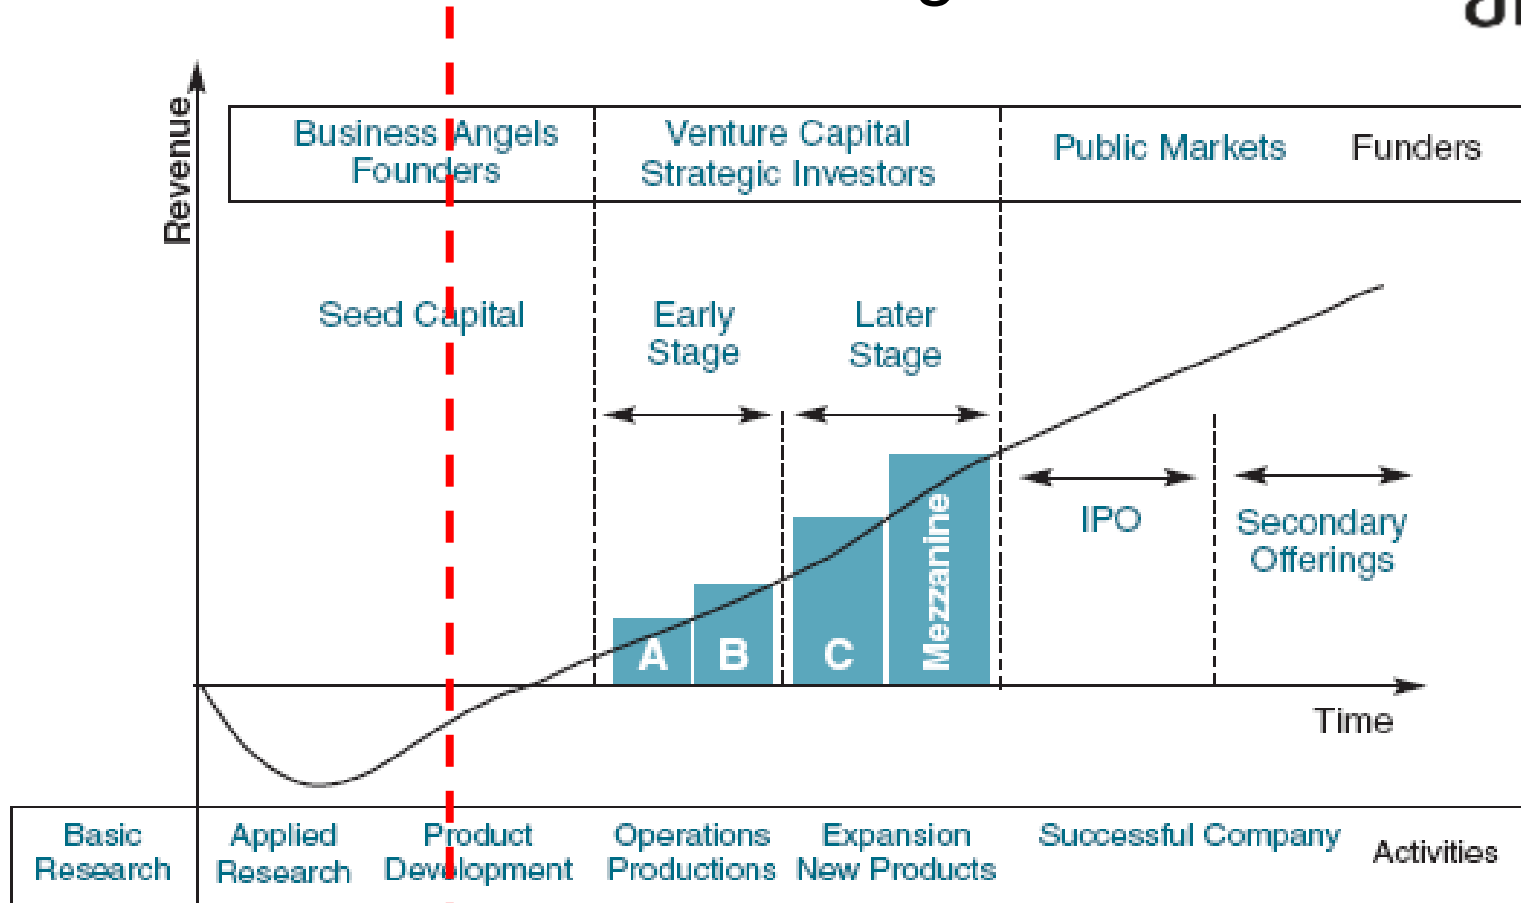 Revenue
Business Angels
Founders
Venture Capital
Strategic Investors
Public Markets
Funders
Seed Capital
Early
Stage
Later
Stage
IPO
Secondary
Offerings
A
B
C
Mezzanine
Time
Basic
Research
Applied
Research
Product
Development
Operations
Productions
Expansion
New Products
Successful Company
Activities